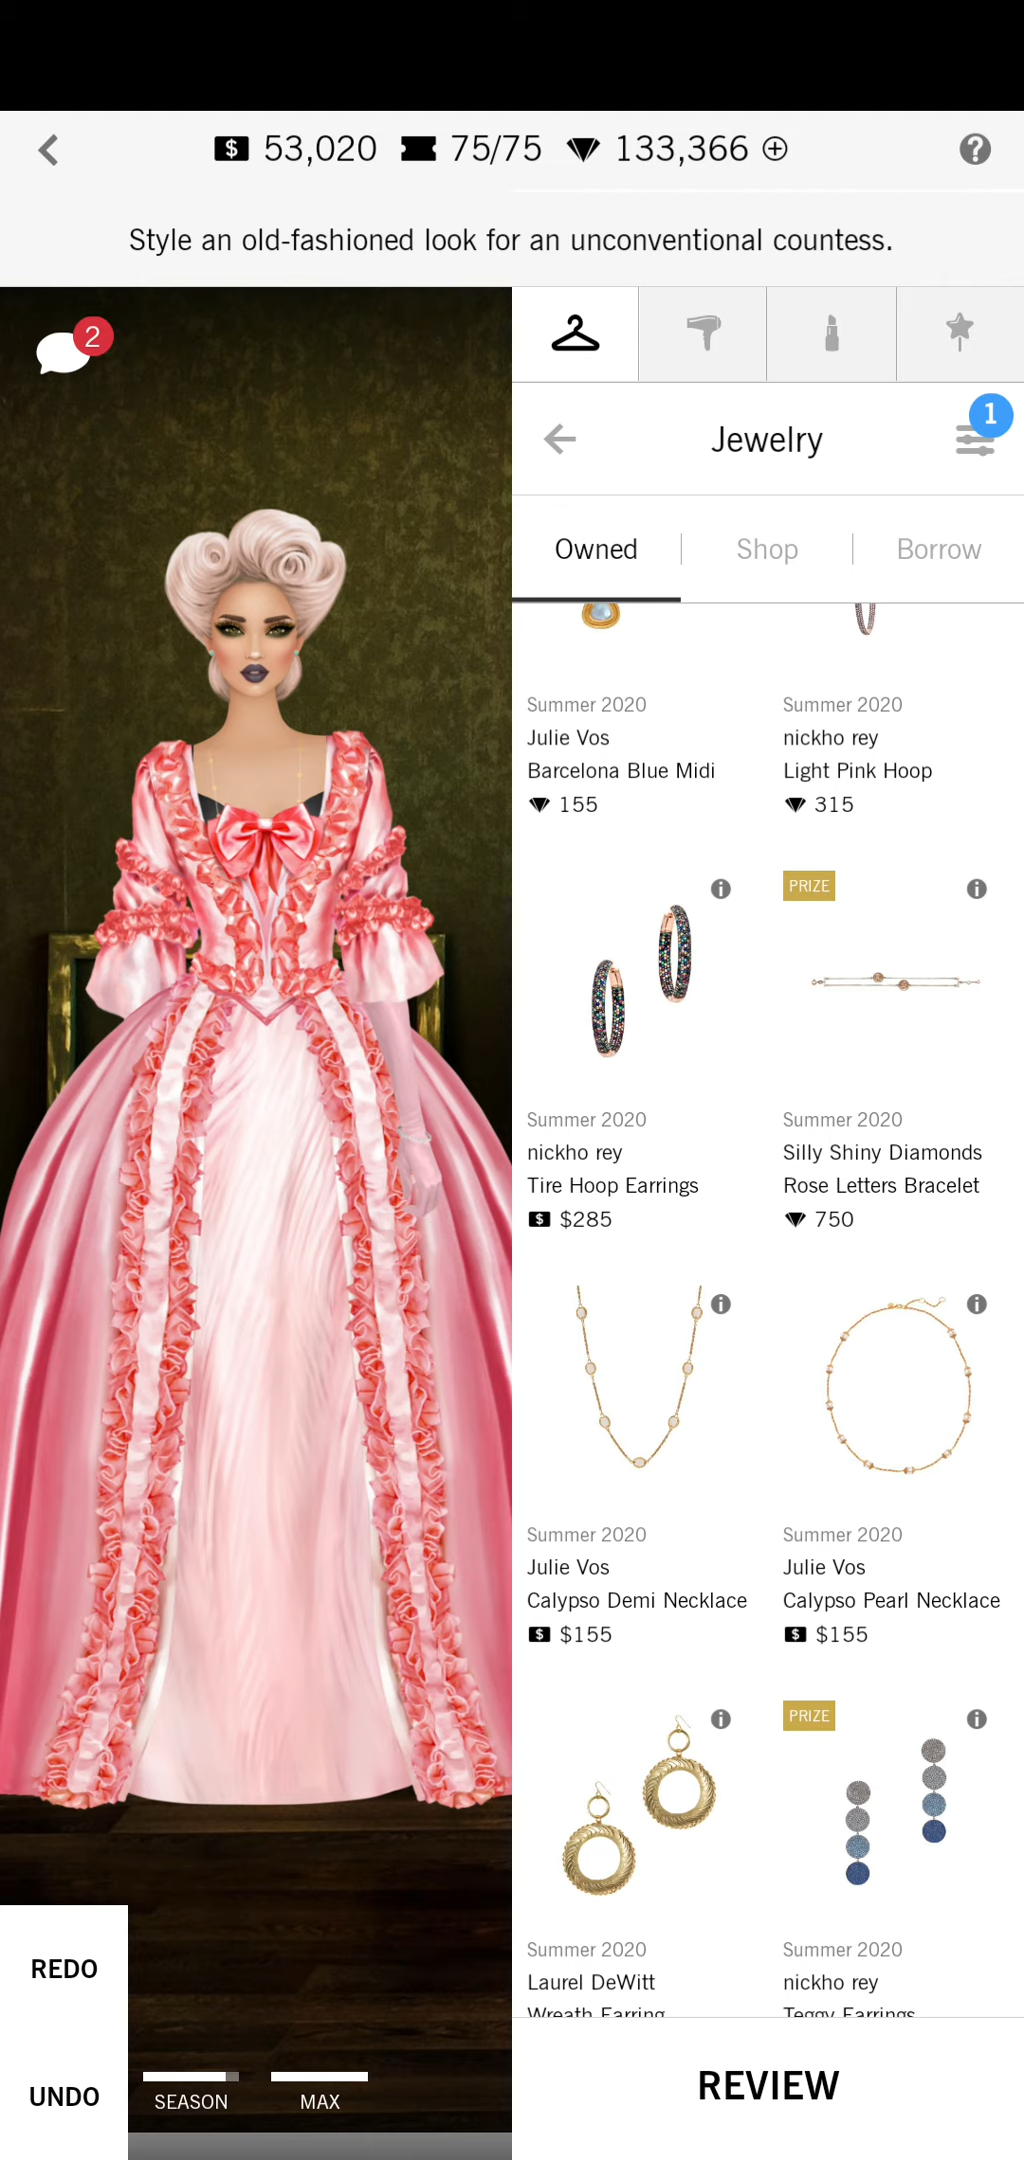 $ 53,020 75/75 133,366
Style an old-fashioned look for an unconventional countess.
2
1
Jewelry
Owned Shop Borrow
Summer 2020
Julie Vos
Barcelona Blue Midi
155
Summer 2020
nickho rey
Light Pink Hoop
315
Summer 2020
nickho rey
Tire Hoop Earrings
$ $285
PRIZE
Summer 2020
Silly Shiny Diamonds
Rose Letters Bracelet
750
Summer 2020
Julie Vos
Calypso Demi Necklace
$ $155
Summer 2020
Julie Vos
Calypso Pearl Necklace
$ $155
Summer 2020
Laurel DeWitt
Wreath Earring
PRIZE
Summer 2020
nickho rey
Teggy Earrings
REDO
UNDO
SEASON
MAX
REVIEW